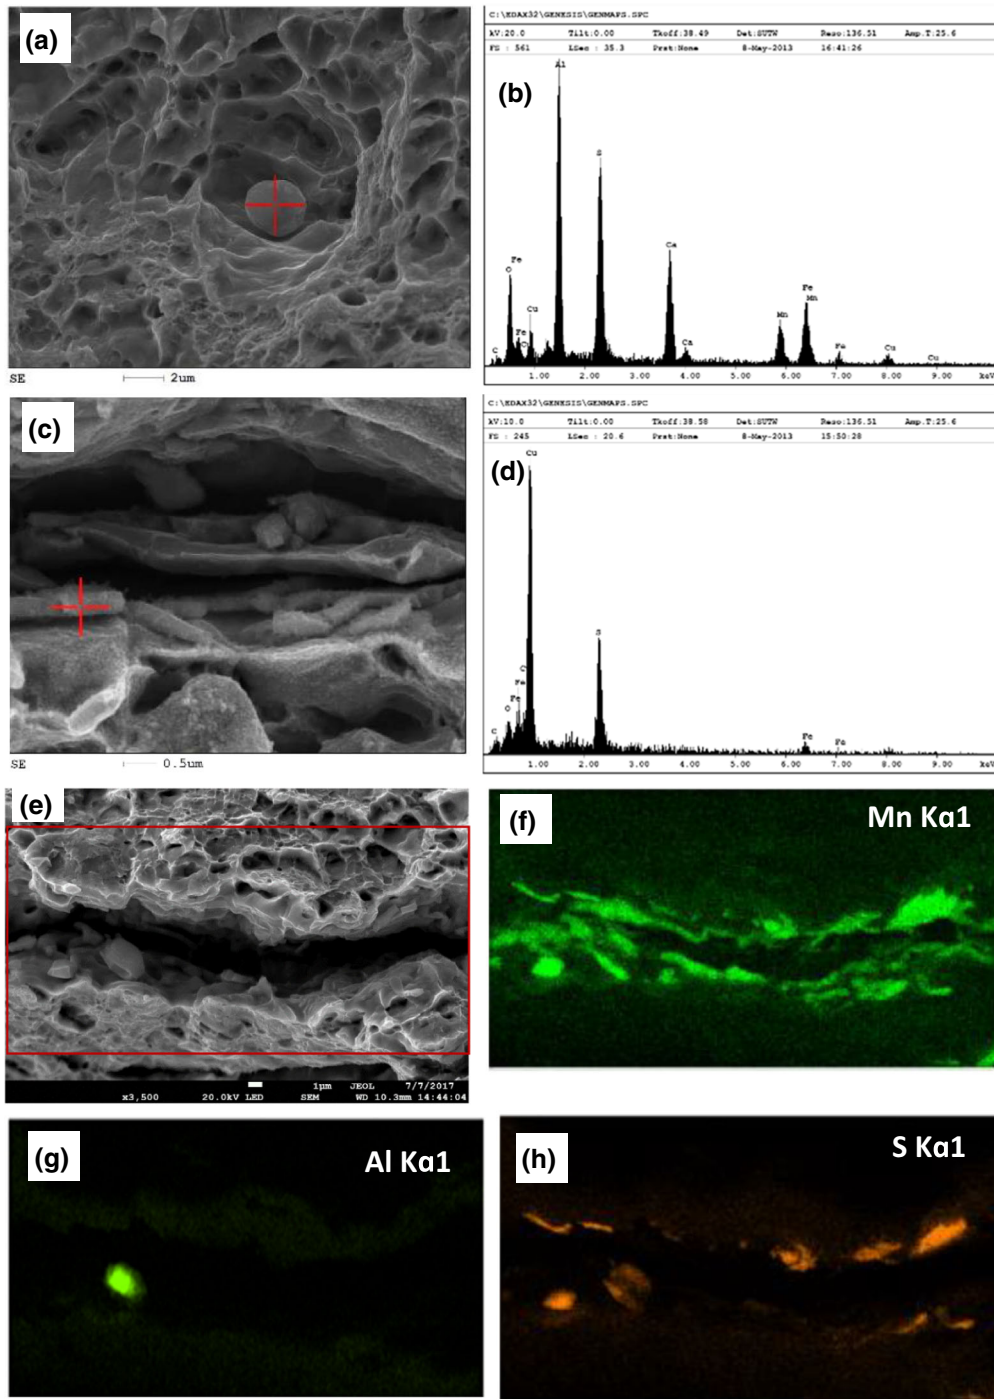 (a)
SE
2um
C:\EDAX32\GENESIS\GENMAPS.SPC
kV:20.0 Tilt:0.00 Tkoff:38.49 Det:SUTW Reso:136.51 Amp.T:25.6
FS : 561 LSec : 35.3 Prst:None 8-May-2013 16:41:26
(b)
Al
S
Ca
Fe
O
Cu
Fe
Mn
Mn
Fe
C
Ca
Fe
Cu
Cu
1.00 2.00 3.00 4.00 5.00 6.00 7.00 8.00 9.00 keV
(c)
SE
0.5um
C:\EDAX32\GENESIS\GENMAPS.SPC
kV:10.0 Tilt:0.00 Tkoff:38.58 Det:SUTW Reso:136.51 Amp.T:25.6
FS : 245 LSec : 20.6 Prst:None 8-May-2013 15:50:28
Cu
(d)
S
C
Fe
Fe
O
C
Fe
Fe
1.00 2.00 3.00 4.00 5.00 6.00 7.00 8.00 9.00 keV
(e)
1µm JEOL 7/7/2017
x3,500 20.0kV LED SEM WD 10.3mm 14:44:04
(f)
Mn Kα1
(g)
Al Kα1
(h)
S Kα1